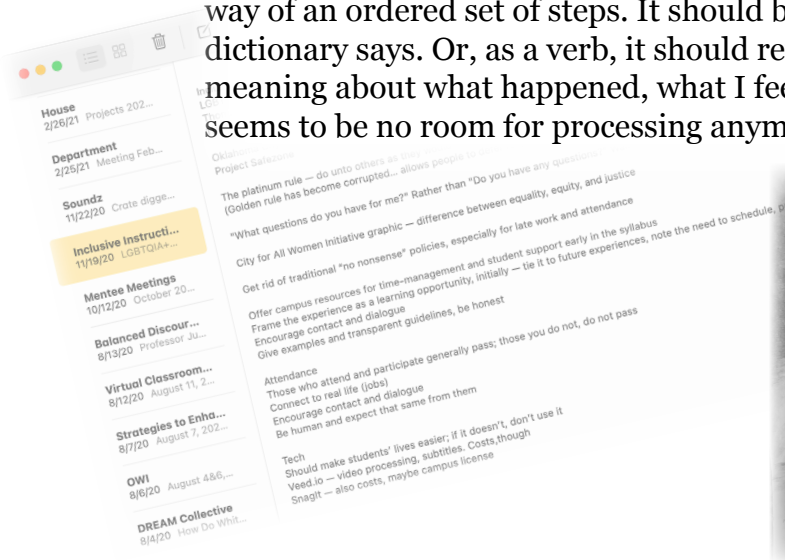 way of an ordered set of steps. It should b
dictionary says. Or, as a verb, it should re
meaning about what happened, what I fee
seems to be no room for processing anym
House
2/26/21 Projects 202...
Department
2/25/21 Meeting Feb...
Soundz
11/22/20 Crate digge...
Inclusive Instructi...
11/19/20 LGBTQIA+...
Mentee Meetings
10/12/20 October 20...
Balanced Discour...
8/13/20 Professor Ju...
Virtual Classroom...
8/12/20 August 11, 2...
Strategies to Enha...
8/7/20 August 7, 202...
OWI
8/6/20 August 4&6,...
DREAM Collective
8/4/20 How Do Whit...
Project Safezone
The platinum rule — do unto others as they
(Golden rule has become corrupted... allows people to
"What questions do you have for me?" Rather than "Do you have any questions
City for All Women Initiative graphic — difference between equality, equity, and justice
Get rid of traditional "no nonsense" policies, especially for late work and attendance
Offer campus resources for time-management and student support early in the syllabus
Frame the experience as a learning opportunity, initially — tie it to future experiences, note the need to schedule, p
Encourage contact and dialogue
Give examples and transparent guidelines, be honest
Attendance
Those who attend and participate generally pass; those you do not, do not pass
Connect to real life (jobs)
Encourage contact and dialogue
Be human and expect that same from them
Tech
Should make students' lives easier; if it doesn't, don't use it
Veed.io — video processing, subtitles. Costs,though
SnagIt — also costs, maybe campus license